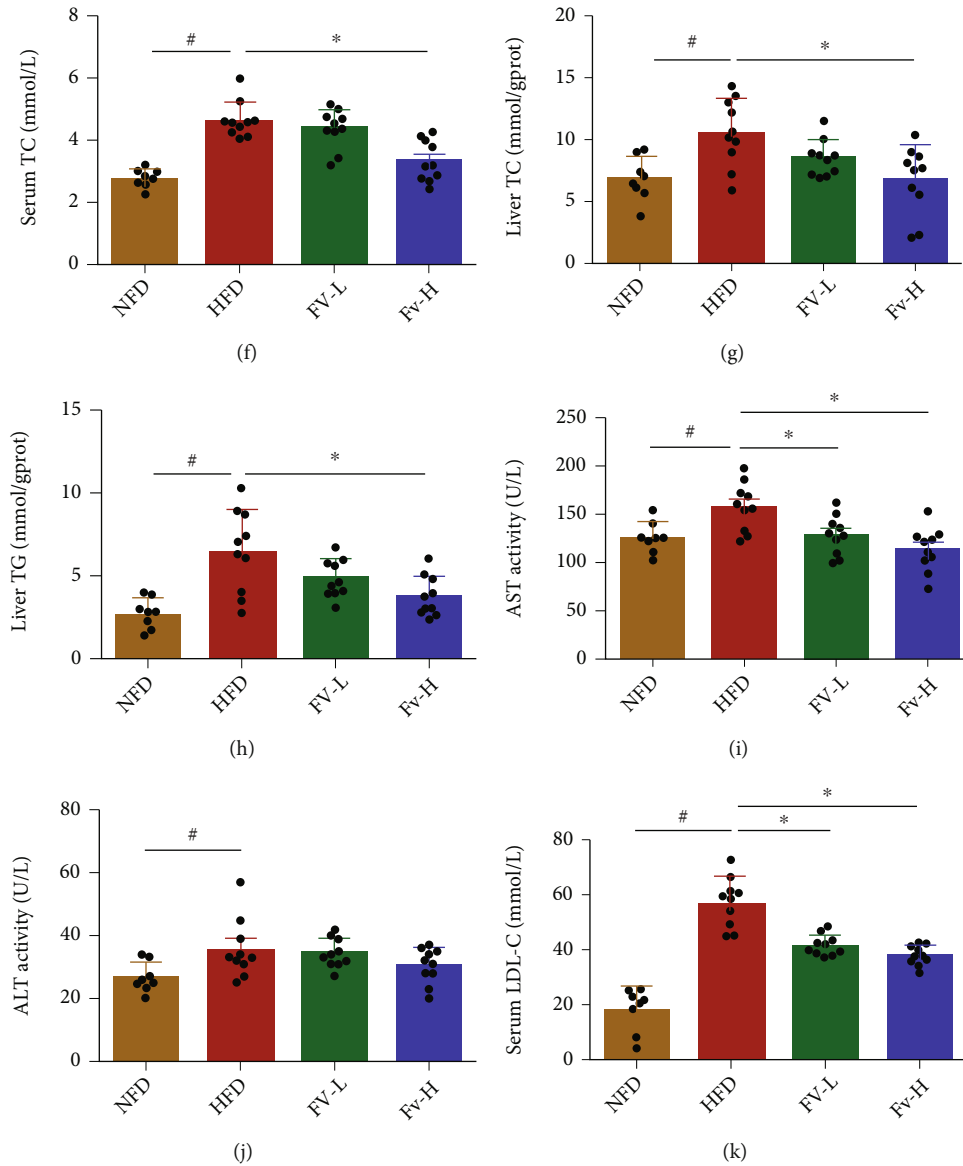 Serum TC (mmol/L)
8
6
4
2
0
#
*
NFD
HFD
FV-L
Fv-H
(f)
Liver TC (mmol/gprot)
20
15
10
5
0
#
*
NFD
HFD
FV-L
Fv-H
(g)
Liver TG (mmol/gprot)
15
10
5
0
#
*
NFD
HFD
FV-L
Fv-H
(h)
AST activity (U/L)
250
200
150
100
50
0
#
*
*
NFD
HFD
FV-L
Fv-H
(i)
ALT activity (U/L)
80
60
40
20
0
#
NFD
HFD
FV-L
Fv-H
(j)
Serum LDL-C (mmol/L)
80
60
40
20
0
#
*
*
NFD
HFD
FV-L
Fv-H
(k)